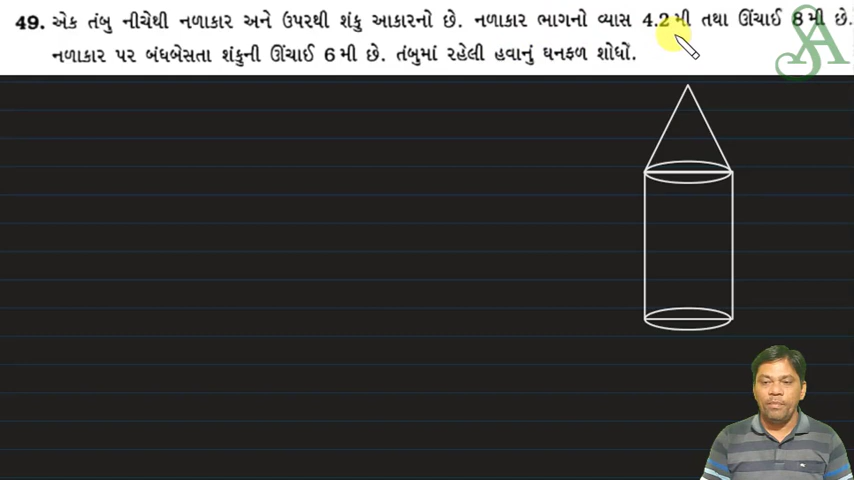 49. એક તંબુ નીચેથી નળાકાર અને ઉપરથી શંકુ આકારનો છે. નળાકાર ભાગનો વ્યાસ 4.2 મી તથા ઊંચાઈ 8 મી છે.
નળાકાર પર બંધબેસતા શંકુની ઊંચાઈ 6 મી છે. તંબુમાં રહેલી હવાનું ઘનફળ શોધો.